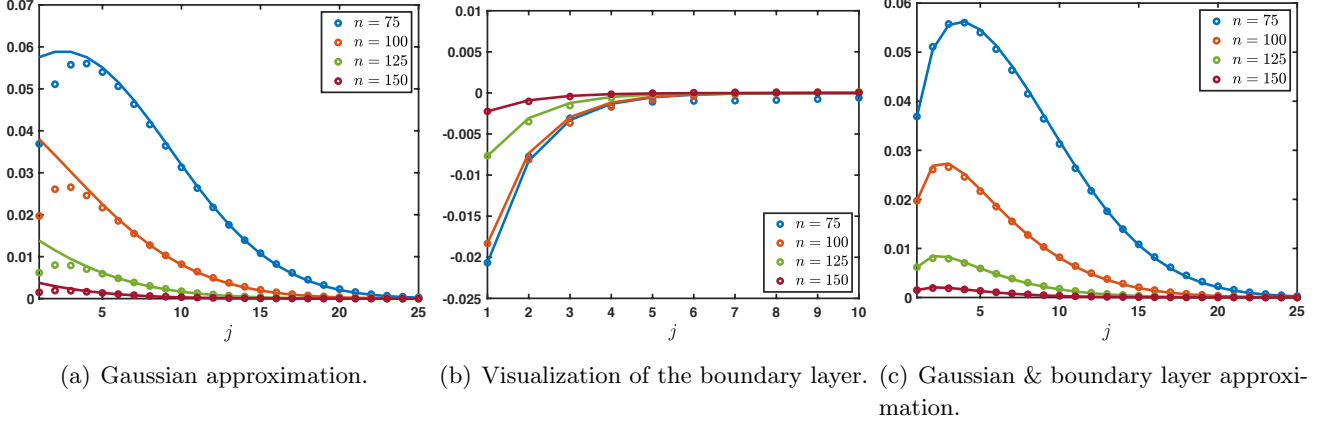 0.07
0.06
0.05
0.04
0.03
0.02
0.01
0
5
10
15
20
25
j
n = 75
n = 100
n = 125
n = 150
0.01
0.005
0
-0.005
-0.01
-0.015
-0.02
-0.025
1
2
3
4
5
6
7
8
9
10
j
n = 75
n = 100
n = 125
n = 150
0.06
0.05
0.04
0.03
0.02
0.01
0
5
10
15
20
25
j
n = 75
n = 100
n = 125
n = 150
(a) Gaussian approximation.
(b) Visualization of the boundary layer.
(c) Gaussian & boundary layer approxi-
mation.